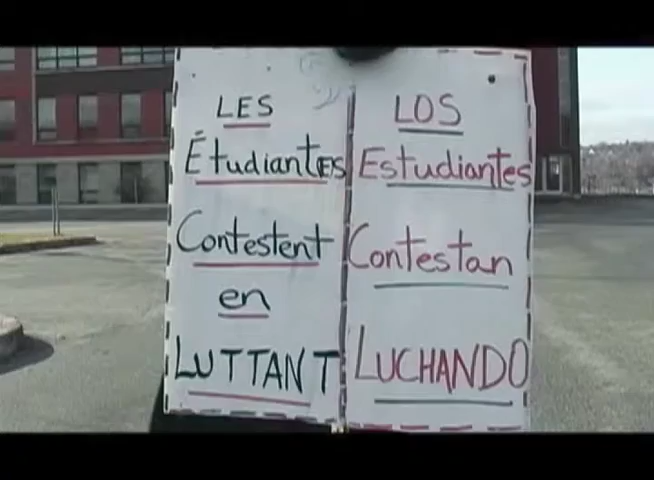 LES
ÉtudiantEs
Contestent
en
LUTTANT
LOS
Estudiantes
Contestan
LUCHANDO